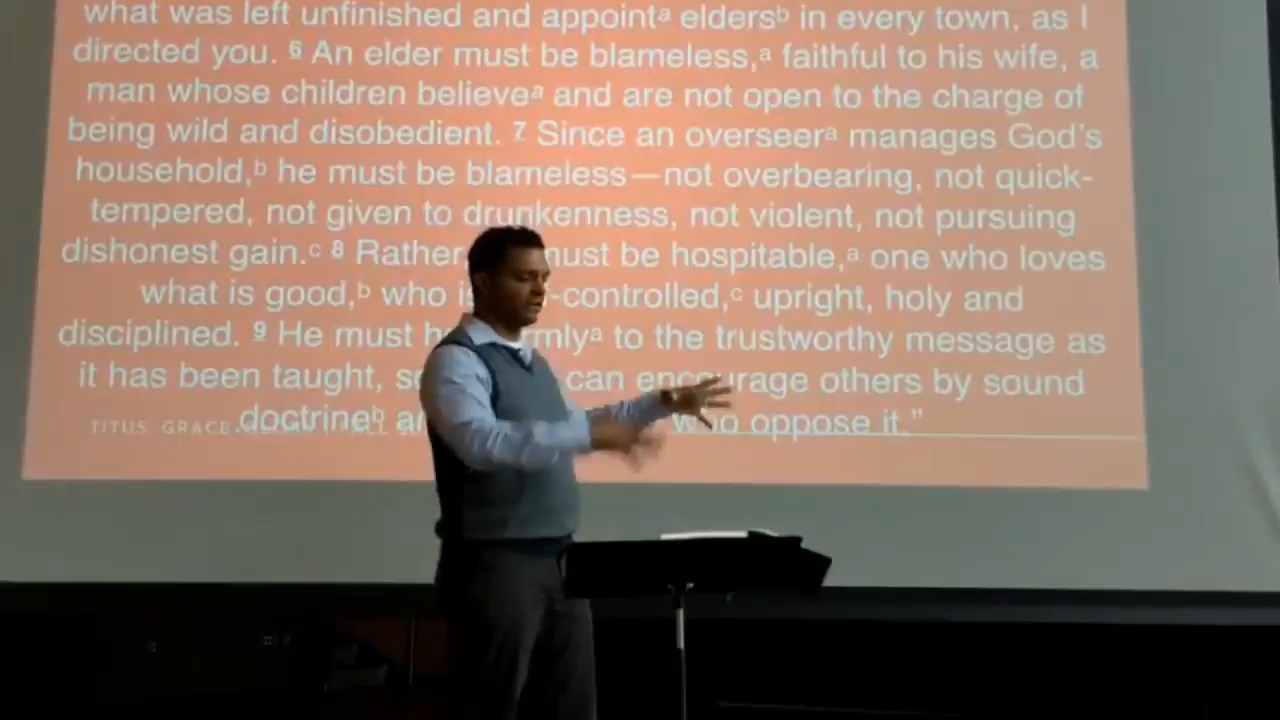 what was left unfinished and appointᵃ eldersᵇ in every town, as I
directed you. 6 An elder must be blameless,ᵃ faithful to his wife, a
man whose children believeᵃ and are not open to the charge of
being wild and disobedient. 7 Since an overseerᵃ manages God's
household,ᵇ he must be blameless—not overbearing, not quick-
tempered, not given to drunkenness, not violent, not pursuing
dishonest gain.ᶜ 8 Rather, must be hospitable,ᵃ one who loves
what is good,ᵇ who is -controlled,ᶜ upright, holy and
disciplined. 9 He must to the trustworthy message as
it has been taught, can encourage others by sound
doctrineᵇ who oppose it.”
TITUS GRACE